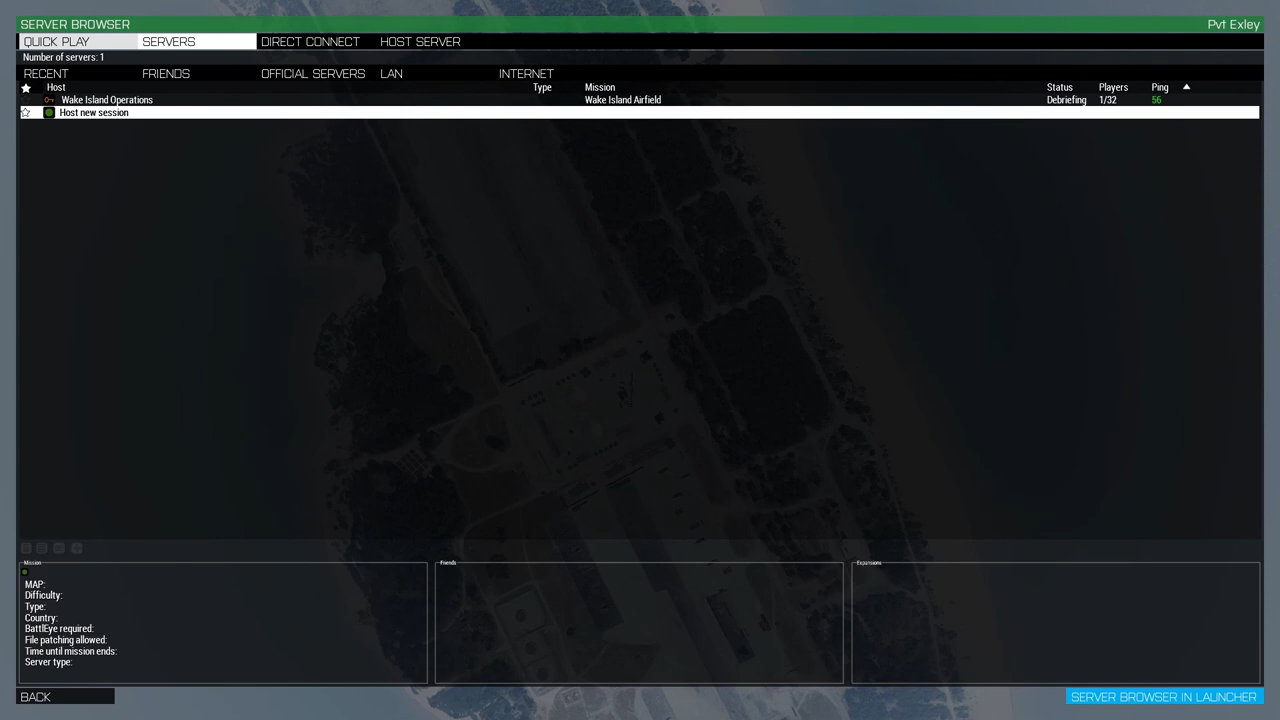 SERVER BROWSER Pvt Exley
QUICK PLAY SERVERS DIRECT CONNECT HOST SERVER
Number of servers: 1
RECENT FRIENDS OFFICIAL SERVERS LAN INTERNET
Host Type Mission Status Players Ping
Wake Island Operations Wake Island Airfield Debriefing 1/32 56
Host new session
Mission Friends Expansions
MAP:
Difficulty:
Type:
Country:
BattlEye required:
File patching allowed:
Time until mission ends:
Server type:
BACK SERVER BROWSER IN LAUNCHER